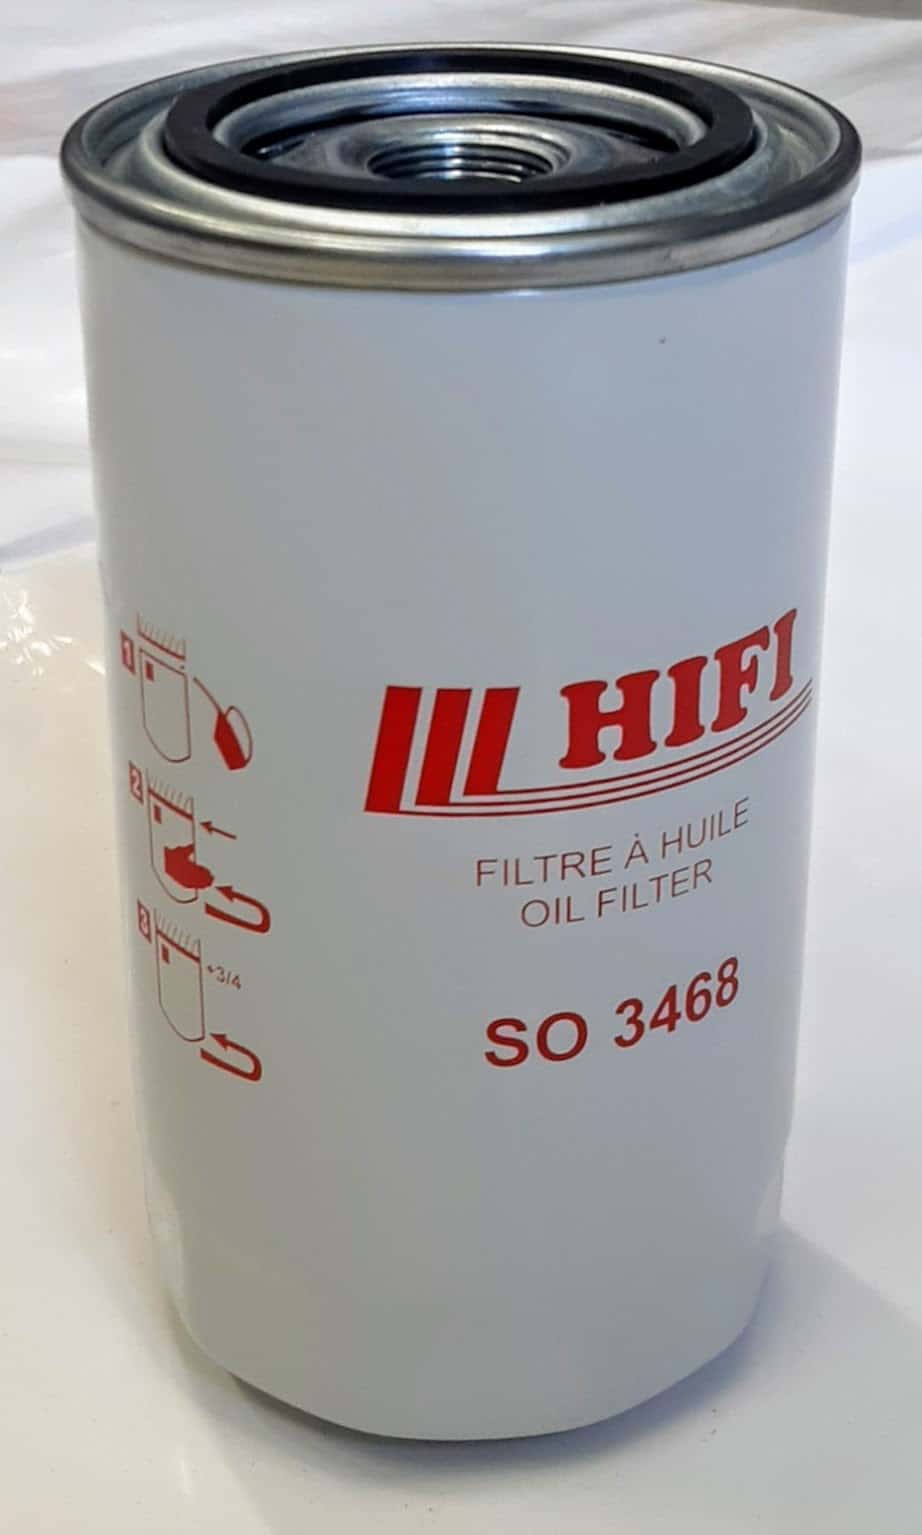 HIFI
FILTRE À HUILE
OIL FILTER
SO 3468
1
2
3
+3/4